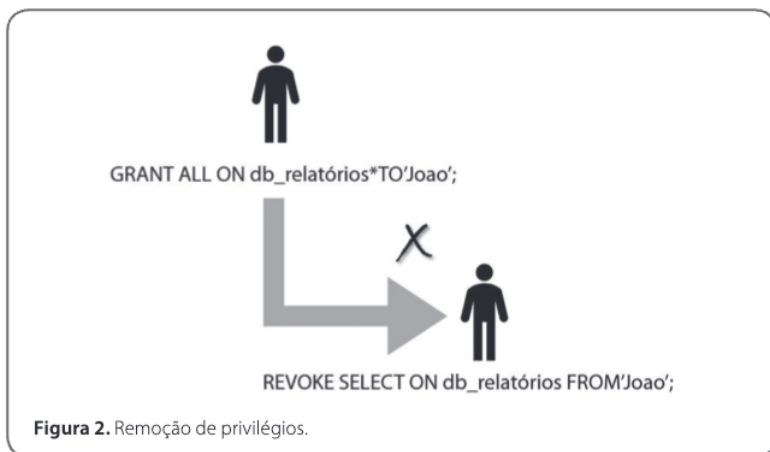 GRANT ALL ON db_relatórios*TO'Joao';
X
REVOKE SELECT ON db_relatórios FROM'Joao';
Figura 2. Remoção de privilégios.